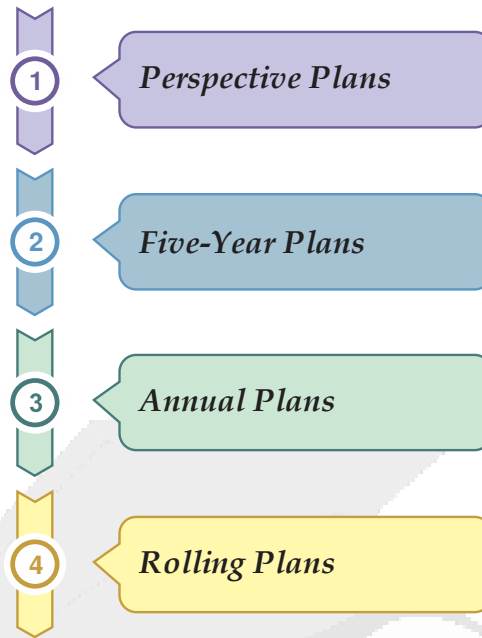 1
Perspective Plans
2
Five-Year Plans
3
Annual Plans
4
Rolling Plans